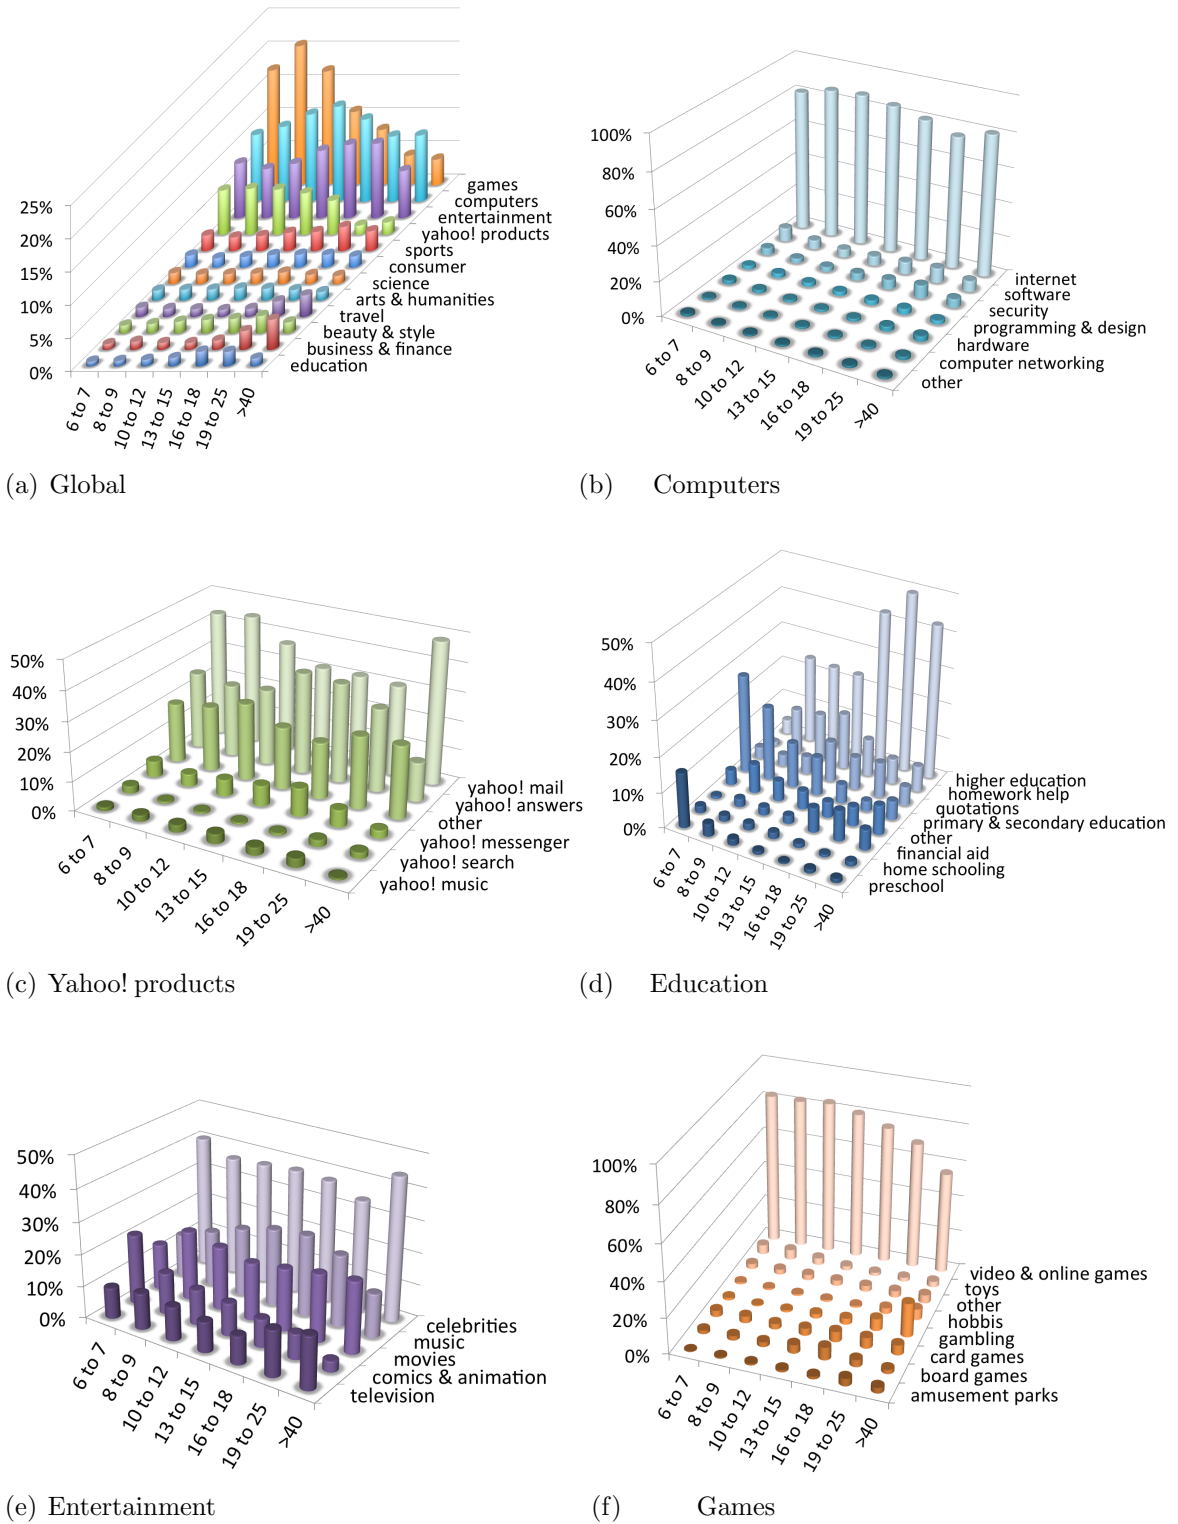 25%
20%
15%
10%
5%
0%
6 to 7
8 to 9
10 to 12
13 to 15
16 to 18
19 to 25
>40
games
computers
entertainment
yahoo! products
sports
consumer
science
arts & humanities
travel
beauty & style
business & finance
education
(a) Global
100%
80%
60%
40%
20%
0%
6 to 7
8 to 9
10 to 12
13 to 15
16 to 18
19 to 25
>40
internet
software
security
programming & design
hardware
computer networking
other
(b) Computers
50%
40%
30%
20%
10%
0%
6 to 7
8 to 9
10 to 12
13 to 15
16 to 18
19 to 25
>40
yahoo! mail
yahoo! answers
other
yahoo! messenger
yahoo! search
yahoo! music
(c) Yahoo! products
50%
40%
30%
20%
10%
0%
6 to 7
8 to 9
10 to 12
13 to 15
16 to 18
19 to 25
>40
higher education
homework help
quotations
primary & secondary education
other
financial aid
home schooling
preschool
(d) Education
50%
40%
30%
20%
10%
0%
6 to 7
8 to 9
10 to 12
13 to 15
16 to 18
19 to 25
>40
celebrities
music
movies
comics & animation
television
(e) Entertainment
100%
80%
60%
40%
20%
0%
6 to 7
8 to 9
10 to 12
13 to 15
16 to 18
19 to 25
>40
video & online games
toys
other
hobbis
gambling
card games
board games
amusement parks
(f) Games